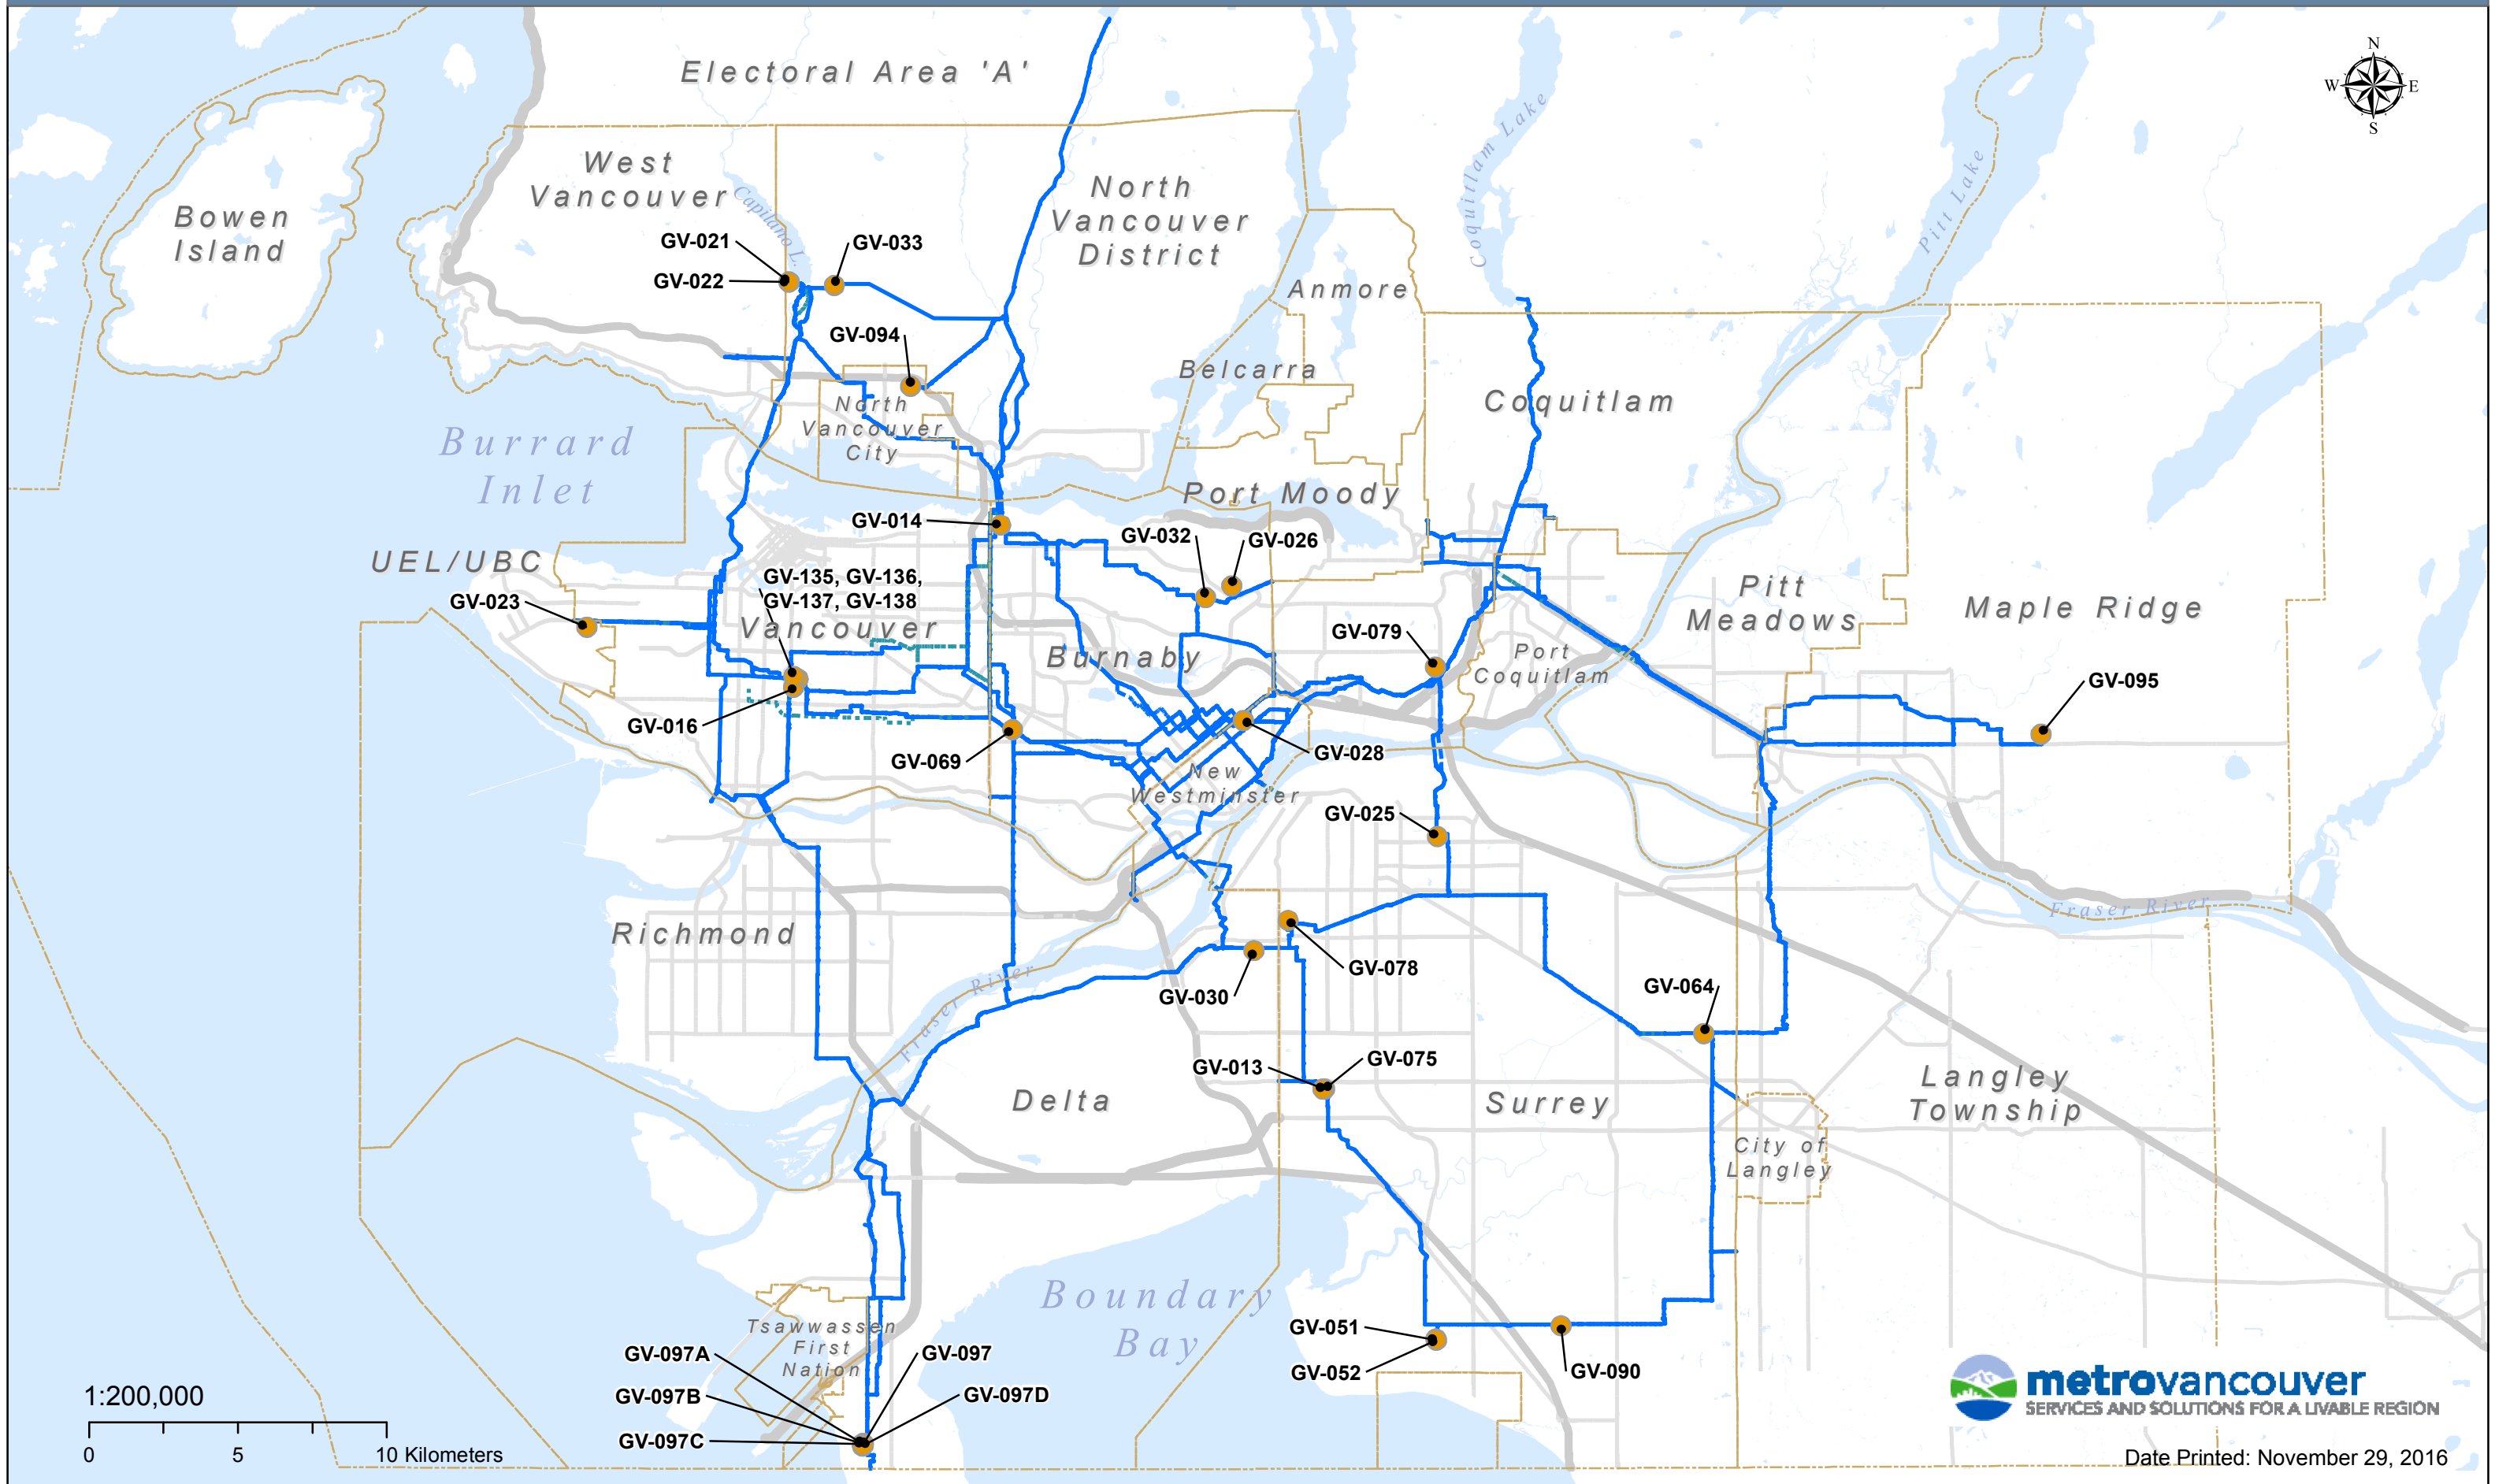 Electoral Area 'A'
N
W
E
S
West
Vancouver
North
Vancouver
District
Bowen
Island
Capilano L.
Coquitlam Lake
Pitt Lake
GV-021
GV-033
GV-022
Anmore
GV-094
Belcarra
Coquitlam
North
Vancouver
City
Burrard
Inlet
Port Moody
GV-014
GV-032
GV-026
UEL/UBC
GV-135, GV-136,
GV-137, GV-138
GV-023
Vancouver
Pitt
Meadows
Maple Ridge
GV-079
Burnaby
Port
Coquitlam
GV-095
GV-016
GV-069
GV-028
New
Westminster
GV-025
Fraser River
Richmond
GV-078
Fraser River
GV-030
GV-064
GV-013
GV-075
Delta
Surrey
Langley
Township
City of
Langley
Boundary
Bay
Tsawwassen
First
Nation
GV-051
GV-052
GV-090
GV-097A
GV-097
GV-097B
GV-097D
GV-097C
1:200,000
0
5
10 Kilometers
metrovancouver
SERVICES AND SOLUTIONS FOR A LIVABLE REGION
Date Printed: November 29, 2016